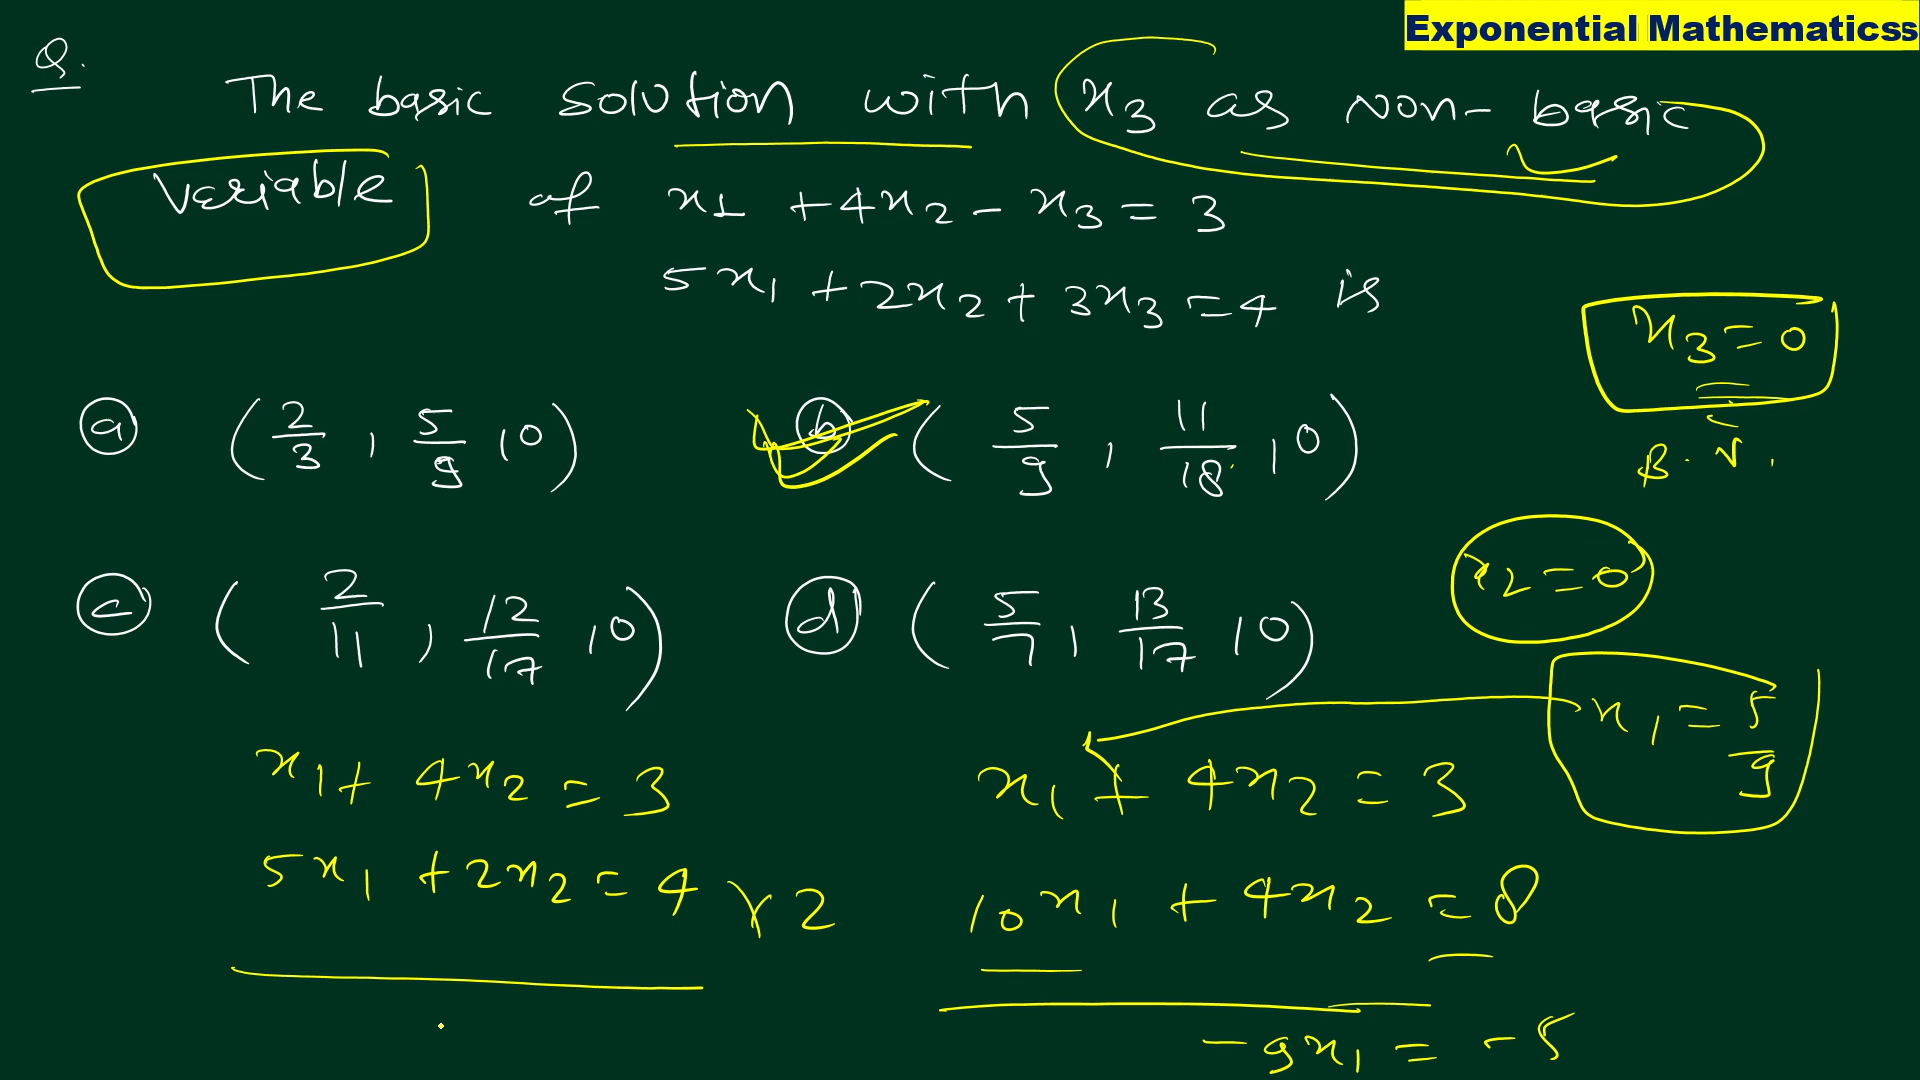 Exponential Mathematicss
Q.
The basic solution with x₃ as non-basic
variable of x₁ + 4x₂ - x₃ = 3
5x₁ + 2x₂ + 3x₃ = 4 is
x₃ = 0
B.V.
(a) (2/3, 5/9, 0) (b) (5/9, 11/18, 0)
x₂ = 0
(c) (2/11, 12/17, 0) (d) (5/7, 13/17, 0)
x₁ = 5/9
x₁ + 4x₂ = 3 x₁ + 4x₂ = 3
5x₁ + 2x₂ = 4 × 2 10x₁ + 4x₂ = 8
-9x₁ = -5